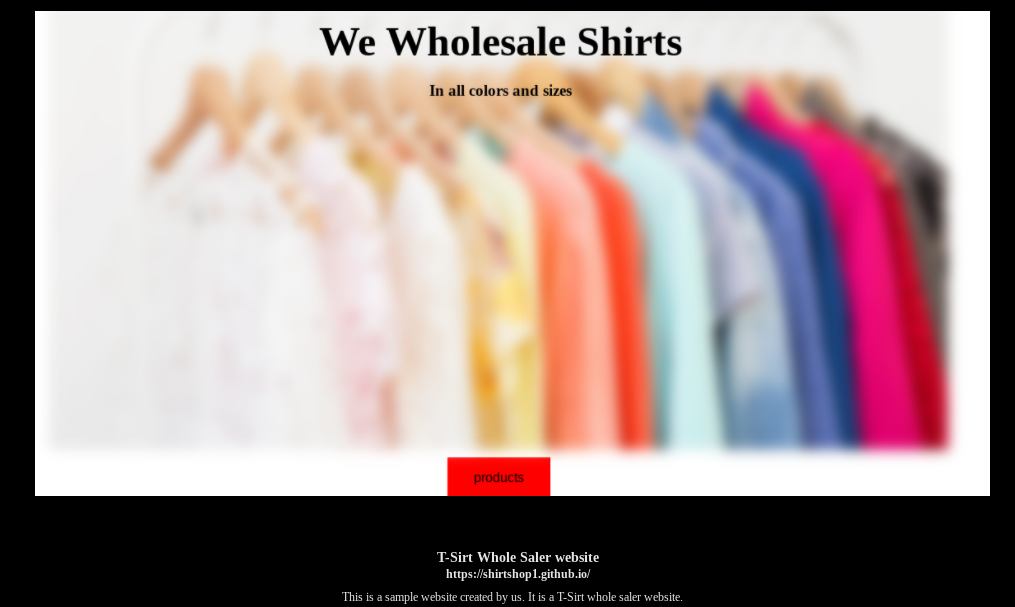 We Wholesale Shirts
In all colors and sizes
products
T-Sirt Whole Saler website
https://shirtshop1.github.io/
This is a sample website created by us. It is a T-Sirt whole saler website.